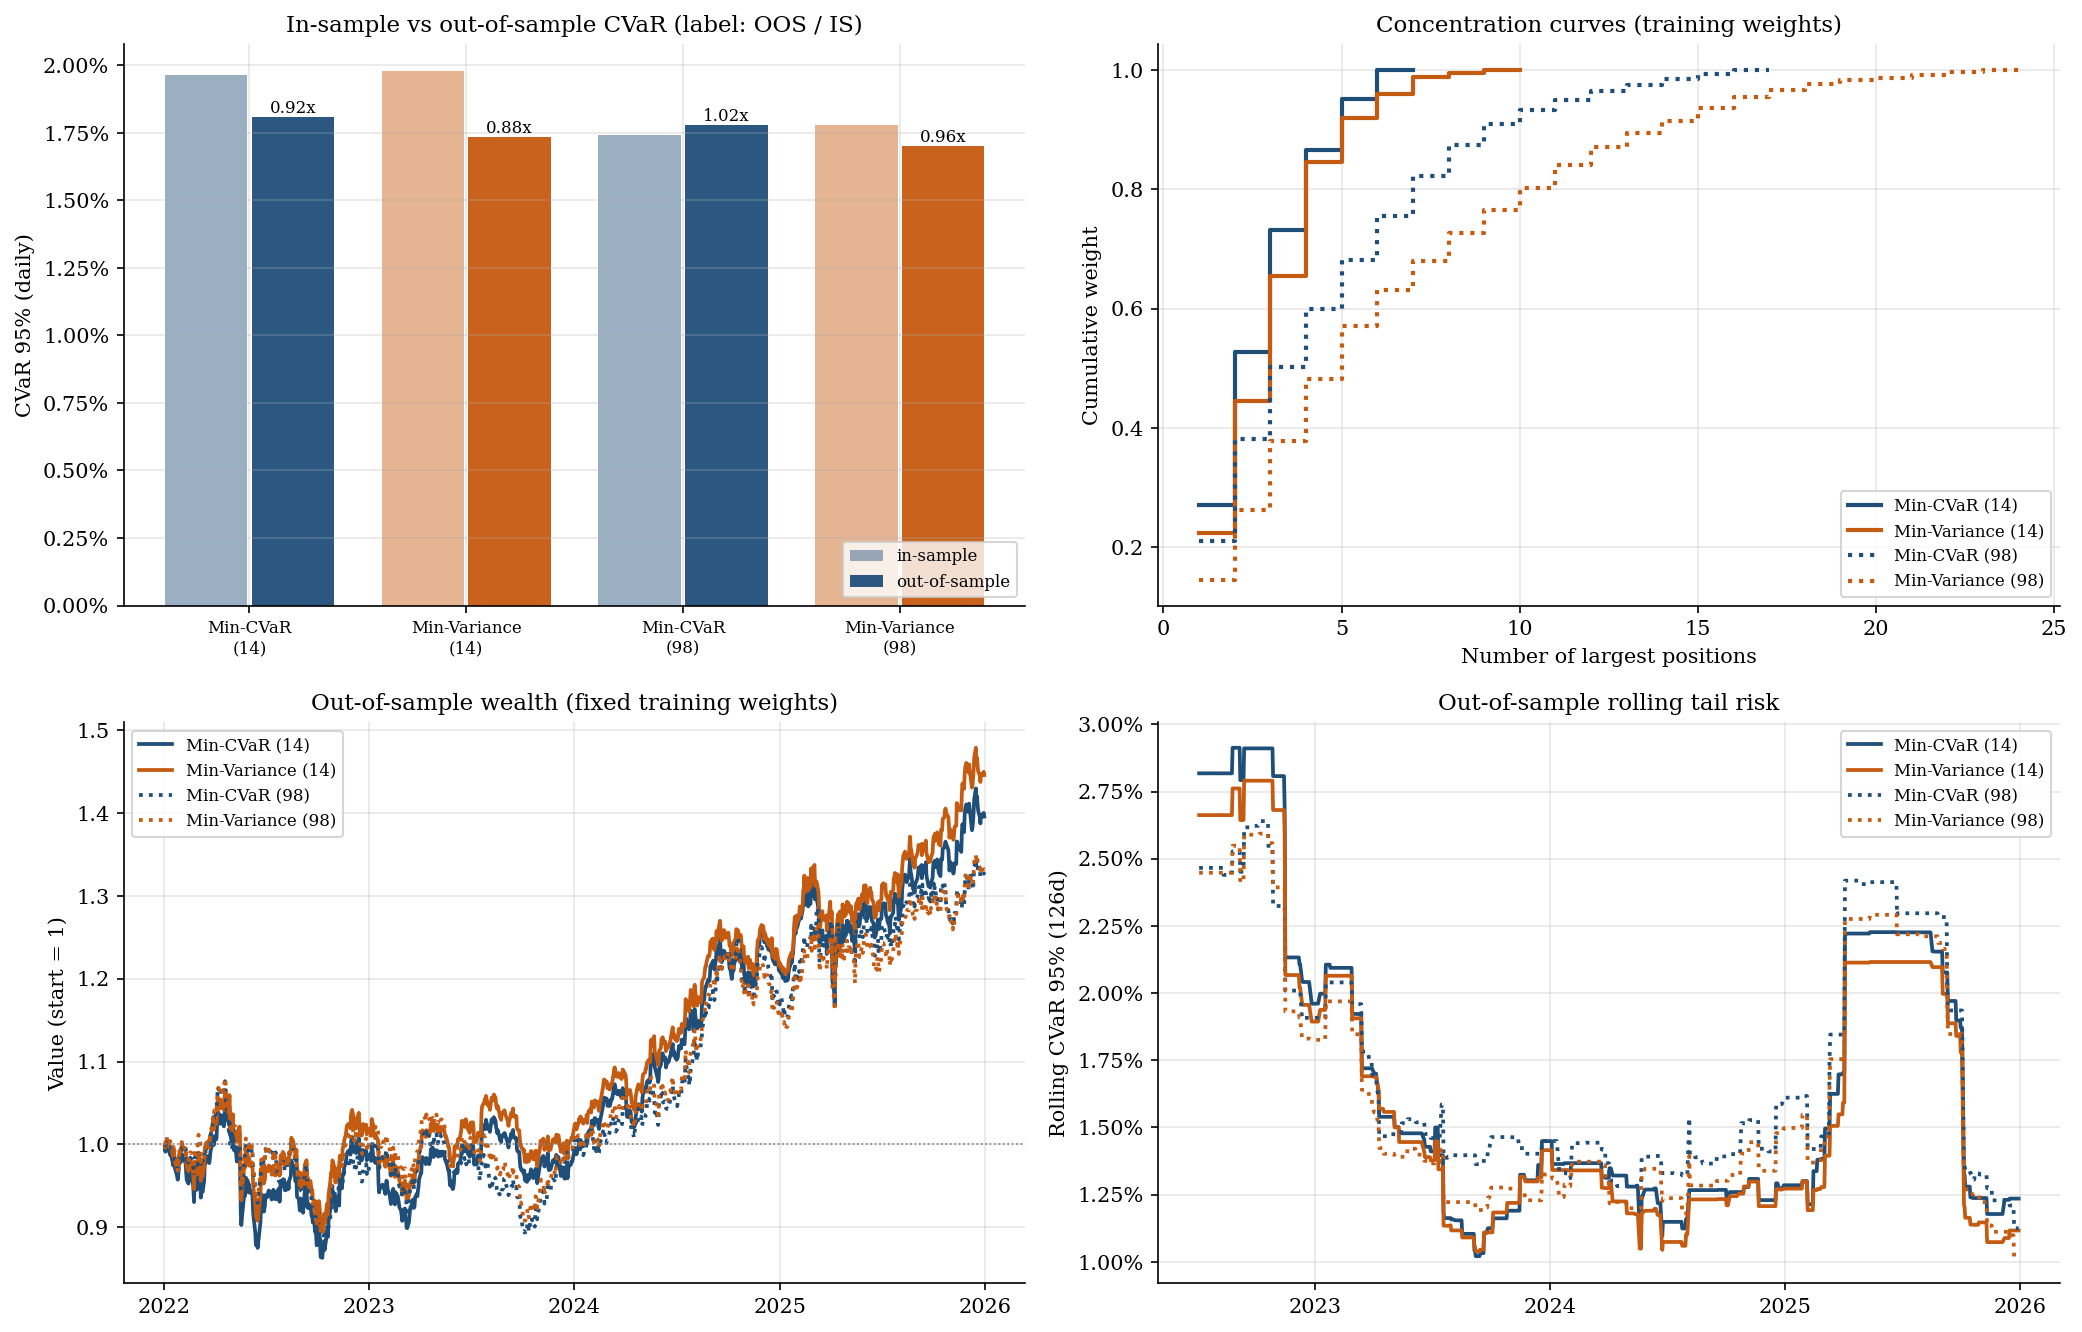 In-sample vs out-of-sample CVaR (label: OOS / IS)
CVaR 95% (daily)
2.00%
1.75%
1.50%
1.25%
1.00%
0.75%
0.50%
0.25%
0.00%
0.92x
0.88x
1.02x
0.96x
in-sample
out-of-sample
Min-CVaR
(14)
Min-Variance
(14)
Min-CVaR
(98)
Min-Variance
(98)
Concentration curves (training weights)
Cumulative weight
1.0
0.8
0.6
0.4
0.2
Min-CVaR (14)
Min-Variance (14)
Min-CVaR (98)
Min-Variance (98)
0 5 10 15 20 25
Number of largest positions
Out-of-sample wealth (fixed training weights)
Value (start = 1)
1.5
1.4
1.3
1.2
1.1
1.0
0.9
Min-CVaR (14)
Min-Variance (14)
Min-CVaR (98)
Min-Variance (98)
2022 2023 2024 2025 2026
Out-of-sample rolling tail risk
Rolling CVaR 95% (126d)
3.00%
2.75%
2.50%
2.25%
2.00%
1.75%
1.50%
1.25%
1.00%
Min-CVaR (14)
Min-Variance (14)
Min-CVaR (98)
Min-Variance (98)
2023 2024 2025 2026